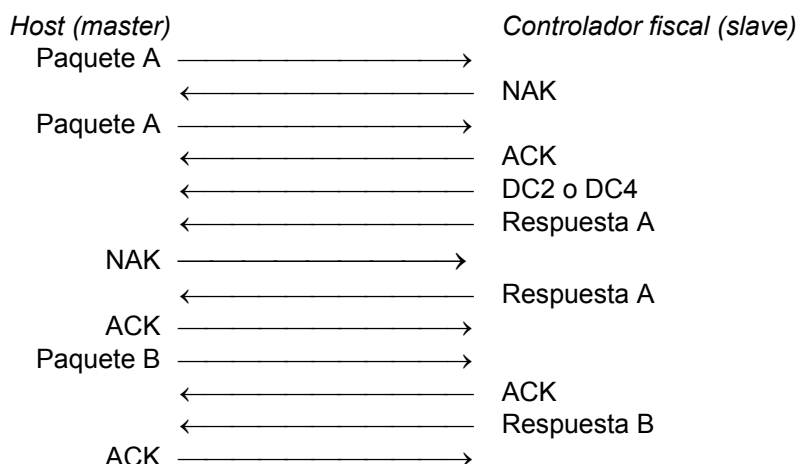 Host (master) Controlador fiscal (slave)
Paquete A
NAK
Paquete A
ACK
DC2 o DC4
Respuesta A
NAK
Respuesta A
ACK
Paquete B
ACK
Respuesta B
ACK